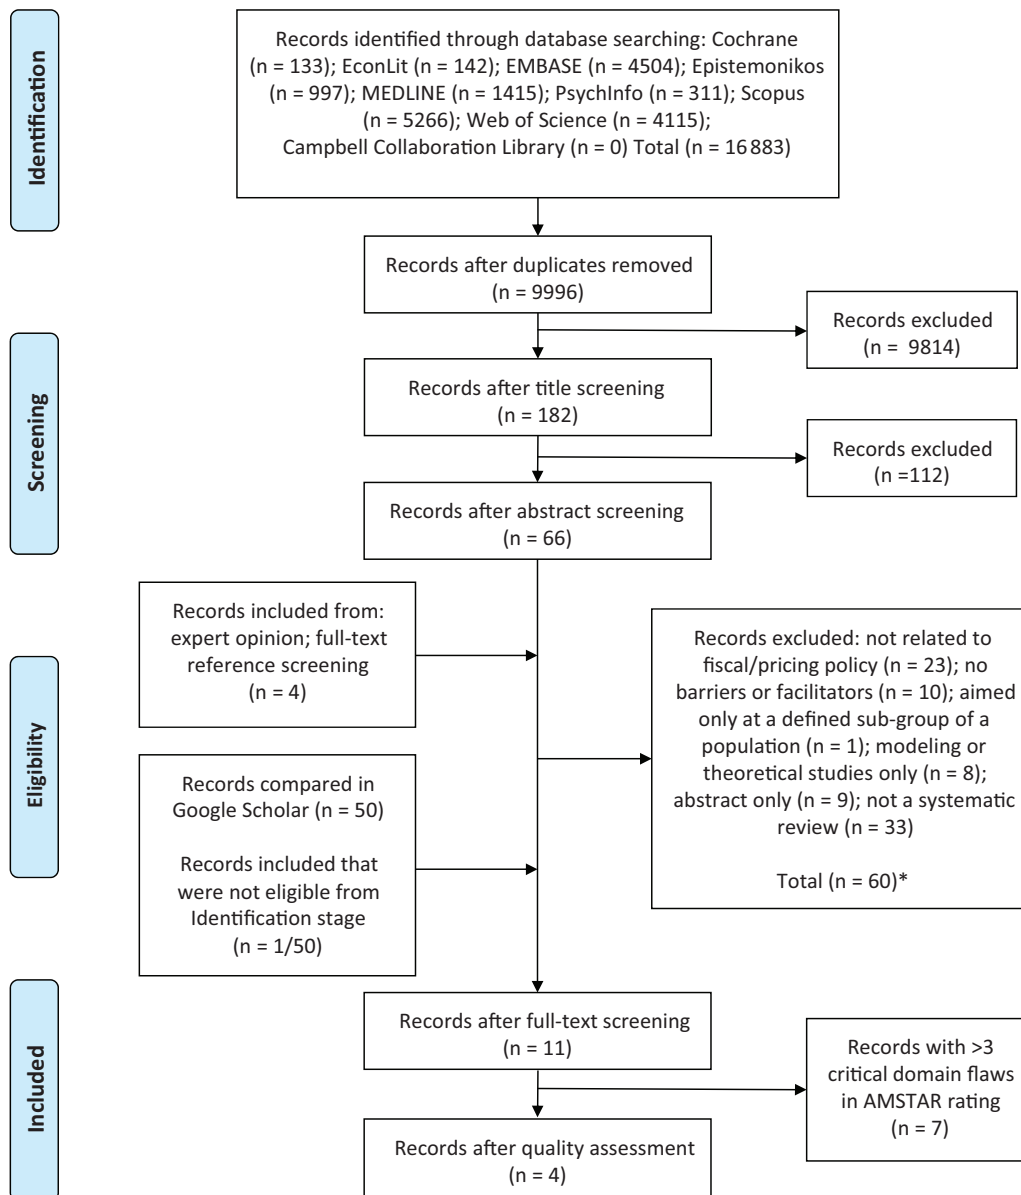 Identification
Records identified through database searching: Cochrane
(n = 133); EconLit (n = 142); EMBASE (n = 4504); Epistemonikos
(n = 997); MEDLINE (n = 1415); PsychInfo (n = 311); Scopus
(n = 5266); Web of Science (n = 4115);
Campbell Collaboration Library (n = 0) Total (n = 16 883)
Records after duplicates removed
(n = 9996)
Records excluded
(n =  9814)
Screening
Records after title screening
(n = 182)
Records excluded
(n =112)
Records after abstract screening
(n = 66)
Eligibility
Records included from:
expert opinion; full-text
reference screening
(n = 4)
Records excluded: not related to
fiscal/pricing policy (n = 23); no
barriers or facilitators (n = 10); aimed
only at a defined sub-group of a
population (n = 1); modeling or
theoretical studies only (n = 8);
abstract only (n = 9); not a systematic
review (n = 33)
Total (n = 60)*
Records compared in
Google Scholar (n = 50)
Records included that
were not eligible from
Identification stage
(n = 1/50)
Included
Records after full-text screening
(n = 11)
Records with >3
critical domain flaws
in AMSTAR rating
(n = 7)
Records after quality assessment
(n = 4)